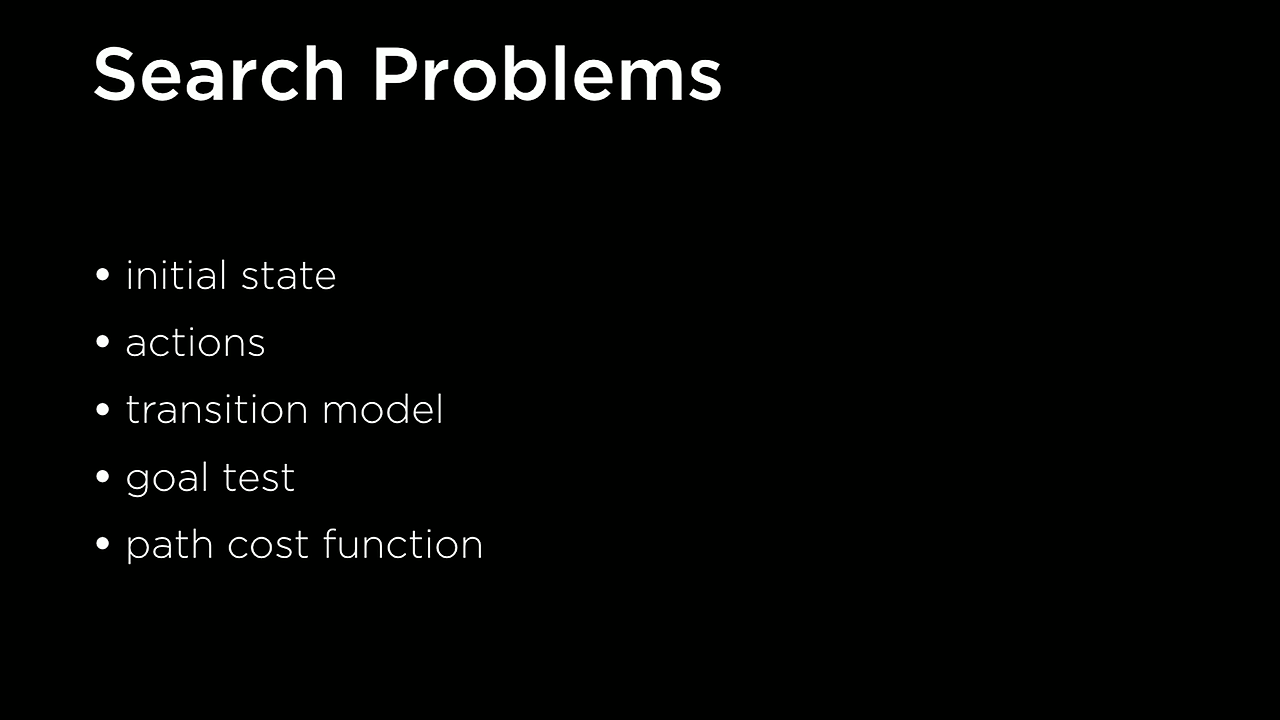 Search Problems
• initial state
• actions
• transition model
• goal test
• path cost function